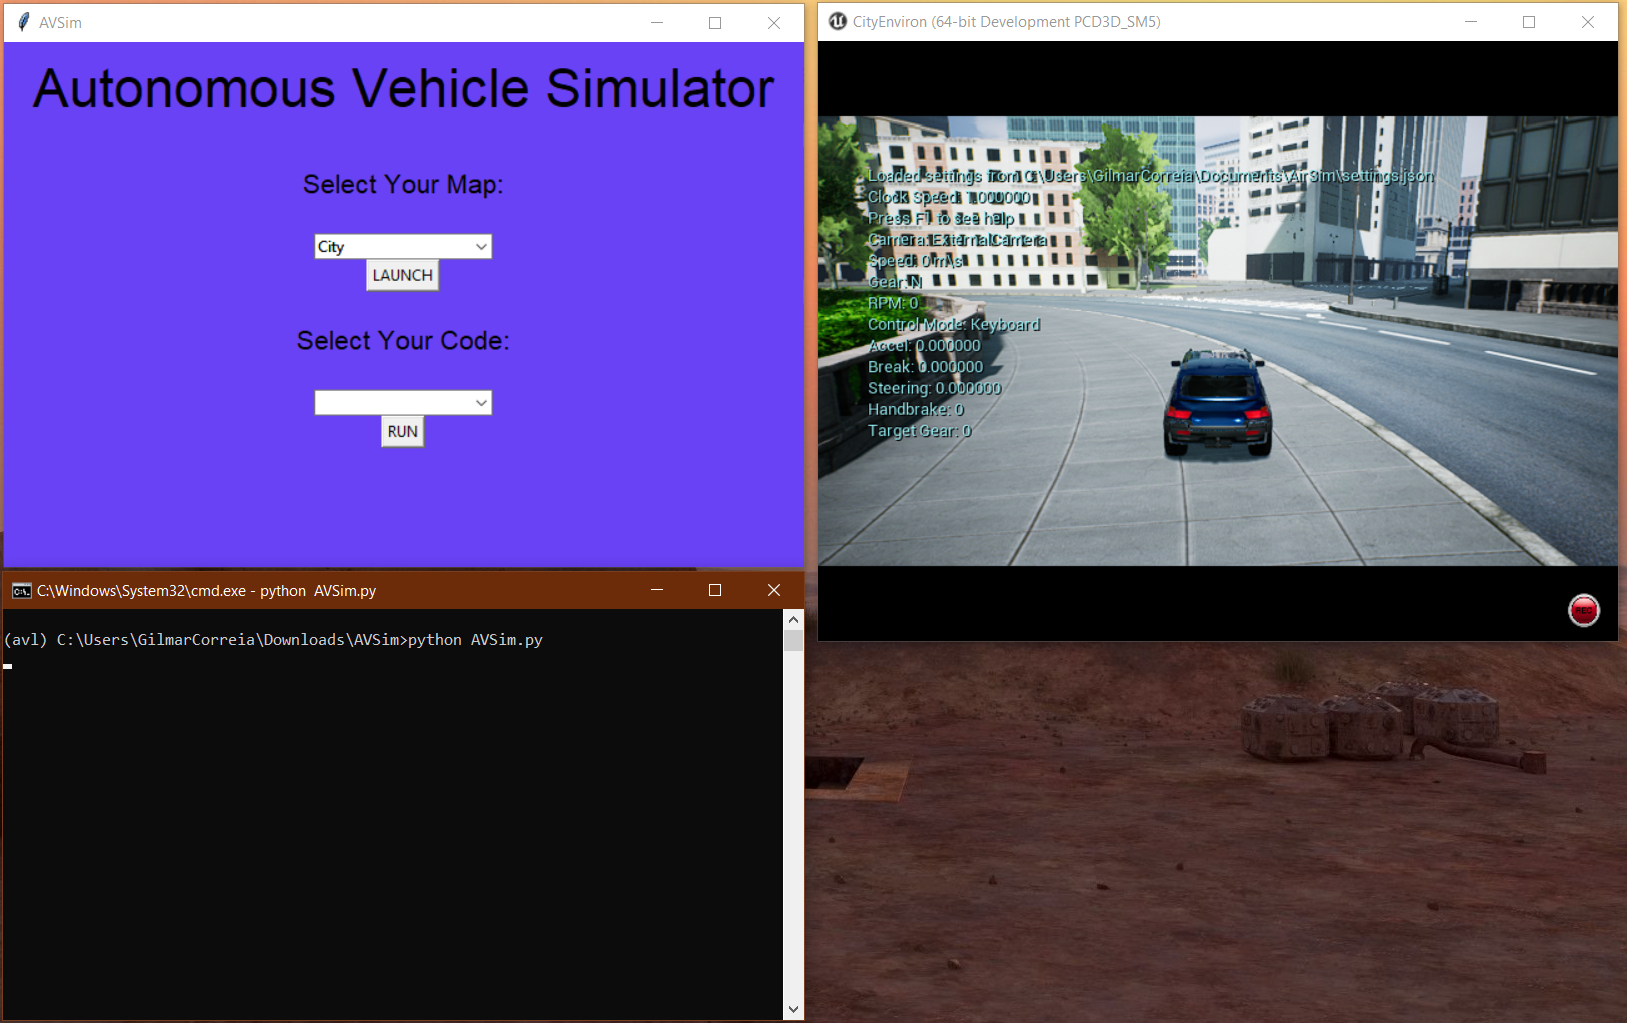 AVSim
Autonomous Vehicle Simulator
Select Your Map:
City
LAUNCH
Select Your Code:
RUN
C:\Windows\System32\cmd.exe - python  AVSim.py
(avl) C:\Users\GilmarCorreia\Downloads\AVSim>python AVSim.py
CityEnviron (64-bit Development PCD3D_SM5)
Loaded settings from C:\Users\GilmarCorreia\Documents\AirSim\settings.json
Clock Speed: 1.000000
Press F1 to see help
Camera: ExternalCamera
Speed: 0 m\s
Gear: N
RPM: 0
Control Mode: Keyboard
Accel: 0.000000
Break: 0.000000
Steering: 0.000000
Handbrake: 0
Target Gear: 0
REC